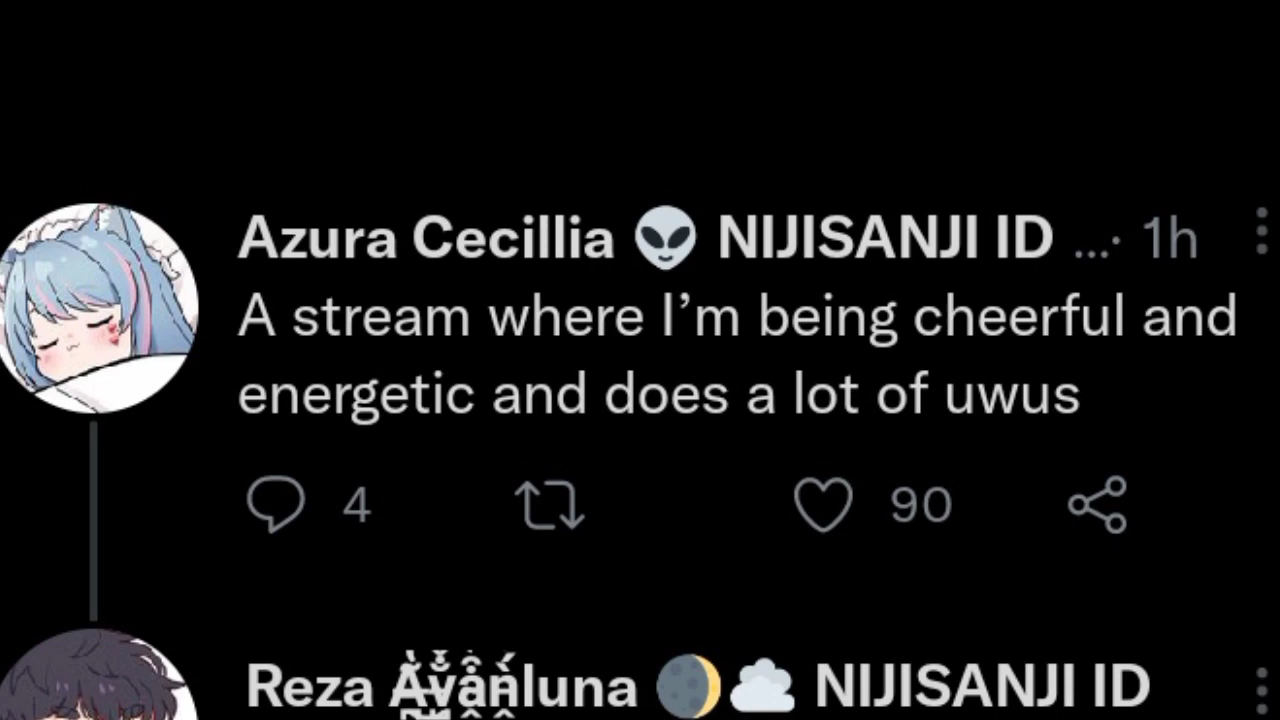 Azura Cecillia 👽 NIJISANJI ID ...· 1h
A stream where I’m being cheerful and
energetic and does a lot of uwus
4 90
Reza Avanluna 🌒☁️ NIJISANJI ID